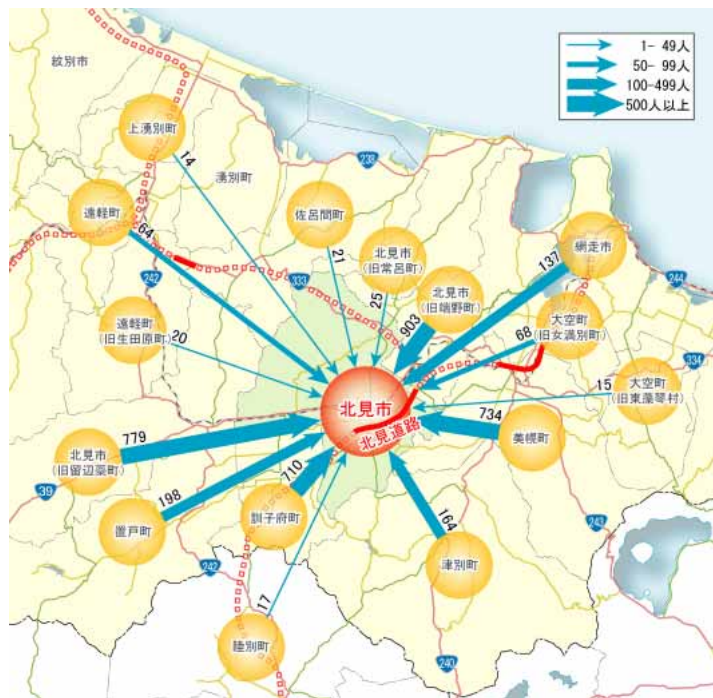 1- 49人
50- 99人
100-499人
500人以上
紋別市
上湧別町
14
湧別町
238
遠軽町
64
佐呂間町
21
北見市
(旧常呂町)
25
北見市
(旧端野町)
903
137
網走市
242
333
244
遠軽町
(旧生田原町)
20
大空町
(旧女満別町)
68
334
大空町
(旧東藻琴村)
15
北見市
北見道路
734
美幌町
779
北見市
(旧留辺蘂町)
39
198
置戸町
710
訓子府町
164
津別町
243
242
17
陸別町
240